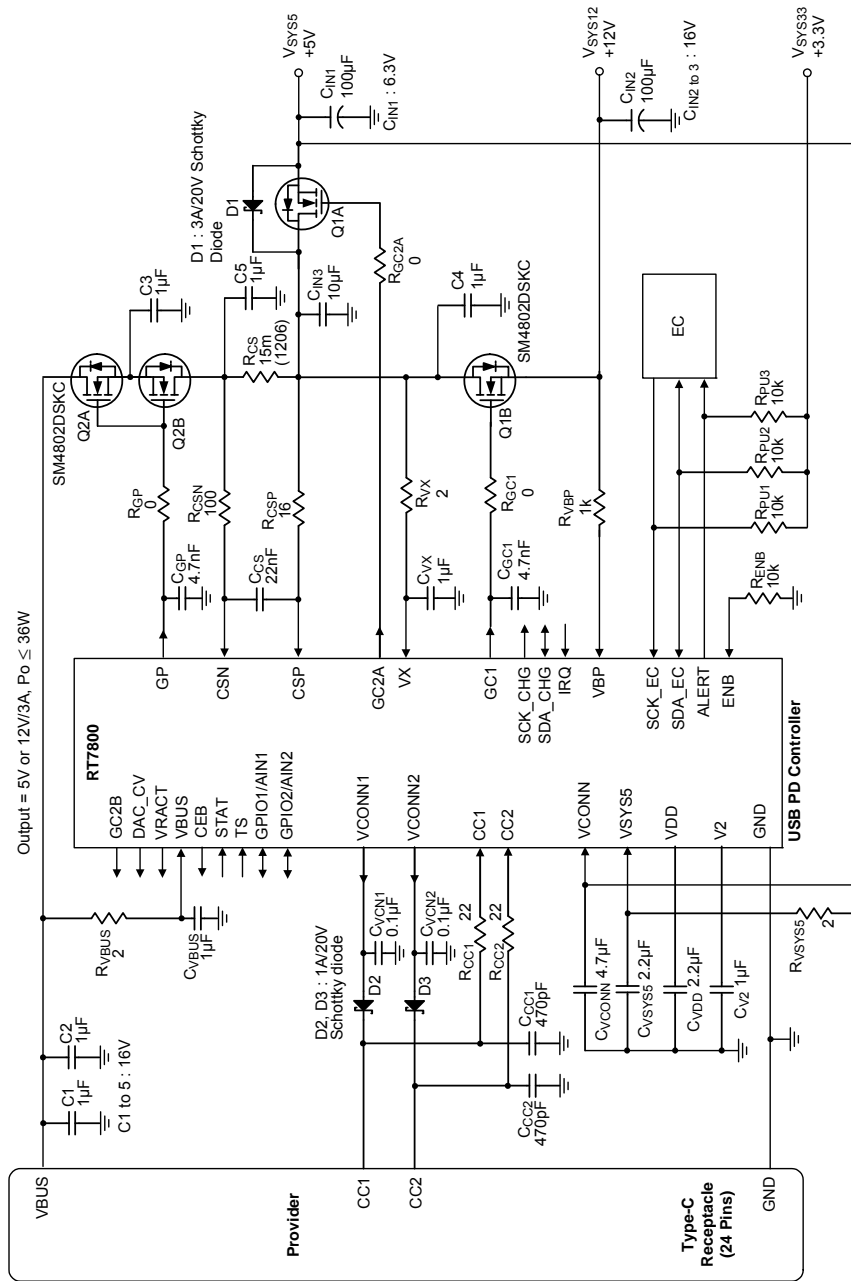 Output = 5V or 12V/3A, Po ≤ 36W
VBUS
C1
1µF
C2
1µF
C1 to 5 : 16V
RVBUS
2
CVBUS
1µF
SM4802DSKC
Q2A
Q2B
C3
1µF
RGP
0
CGP
4.7nF
RCSN
100
CCS
22nF
RCSP
16
RCS
15m
(1206)
C5
1µF
CIN3
10µF
D1 : 3A/20V Schottky
Diode
D1
Q1A
RGC2A
0
CIN1
100µF
CIN1 : 6.3V
VSYS5
+5V
RVX
2
CVX
1µF
C4
1µF
SM4802DSKC
Q1B
RGC1
0
CGC1
4.7nF
RVBP
1k
CIN2
100µF
CIN2 to 3 : 16V
VSYS12
+12V
EC
RPU1
10k
RPU2
10k
RPU3
10k
RENB
10k
VSYS33
+3.3V
GP
CSN
CSP
GC2A
VX
GC1
SCK_CHG
SDA_CHG
IRQ
VBP
SCK_EC
SDA_EC
ALERT
ENB
RT7800
USB PD Controller
GC2B
DAC_CV
VRACT
VBUS
CEB
STAT
TS
GPIO1/AIN1
GPIO2/AIN2
VCONN1
VCONN2
CC1
CC2
VCONN
VSYS5
VDD
V2
GND
D2, D3 : 1A/20V
Schottky diode
D2
D3
CVCN1
0.1µF
CVCN2
0.1µF
RCC1
22
RCC2
22
CCC1
470pF
CCC2
470pF
CVCONN 4.7µF
CVSYS5 2.2µF
CVDD 2.2µF
CV2 1µF
RVSYS5
2
Provider
CC1
CC2
Type-C
Receptacle
(24 Pins)
GND